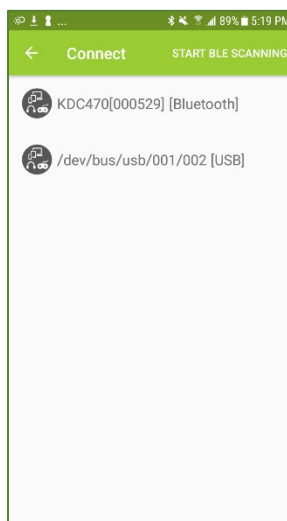 ... 89% 5:19 PM
Connect START BLE SCANNING
KDC470[000529] [Bluetooth]
/dev/bus/usb/001/002 [USB]